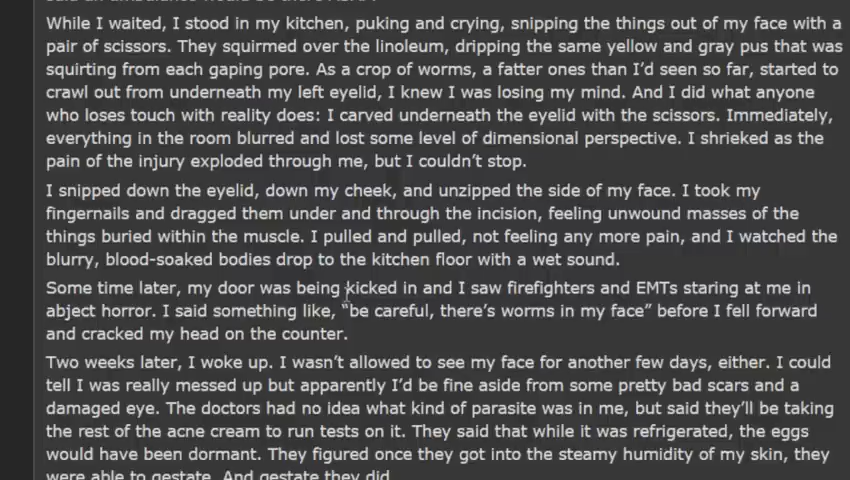 said an ambulance would be there ASAP.
While I waited, I stood in my kitchen, puking and crying, snipping the things out of my face with a
pair of scissors. They squirmed over the linoleum, dripping the same yellow and gray pus that was
squirting from each gaping pore. As a crop of worms, a fatter ones than I’d seen so far, started to
crawl out from underneath my left eyelid, I knew I was losing my mind. And I did what anyone
who loses touch with reality does: I carved underneath the eyelid with the scissors. Immediately,
everything in the room blurred and lost some level of dimensional perspective. I shrieked as the
pain of the injury exploded through me, but I couldn’t stop.
I snipped down the eyelid, down my cheek, and unzipped the side of my face. I took my
fingernails and dragged them under and through the incision, feeling unwound masses of the
things buried within the muscle. I pulled and pulled, not feeling any more pain, and I watched the
blurry, blood-soaked bodies drop to the kitchen floor with a wet sound.
Some time later, my door was being kicked in and I saw firefighters and EMTs staring at me in
abject horror. I said something like, “be careful, there’s worms in my face” before I fell forward
and cracked my head on the counter.
Two weeks later, I woke up. I wasn’t allowed to see my face for another few days, either. I could
tell I was really messed up but apparently I’d be fine aside from some pretty bad scars and a
damaged eye. The doctors had no idea what kind of parasite was in me, but said they’ll be taking
the rest of the acne cream to run tests on it. They said that while it was refrigerated, the eggs
would have been dormant. They figured once they got into the steamy humidity of my skin, they
were able to gestate. And gestate they did.